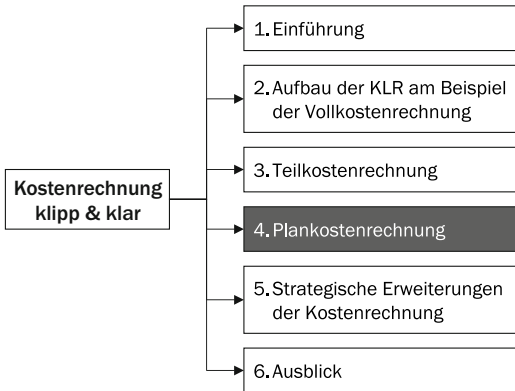 Kostenrechnung
klipp & klar
1. Einführung
2. Aufbau der KLR am Beispiel
der Vollkostenrechnung
3. Teilkostenrechnung
4. Plankostenrechnung
5. Strategische Erweiterungen
der Kostenrechnung
6. Ausblick